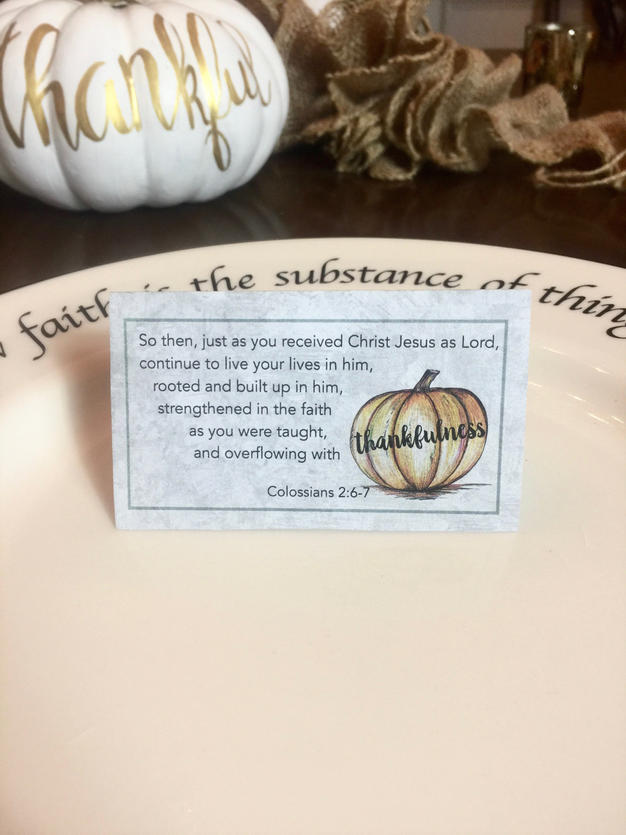 thankful
faith is the substance of thing
So then, just as you received Christ Jesus as Lord,
continue to live your lives in him,
rooted and built up in him,
strengthened in the faith
as you were taught,
and overflowing with
thankfulness
Colossians 2:6-7